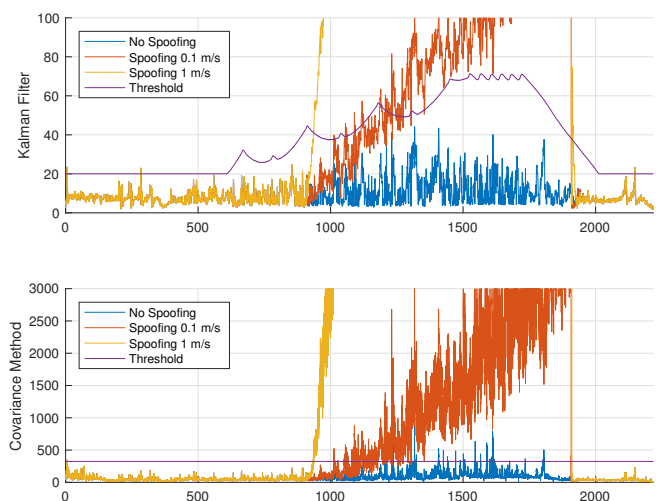 100
80
60
40
20
0
Kalman Filter
No Spoofing
Spoofing 0.1 m/s
Spoofing 1 m/s
Threshold
0 500 1000 1500 2000
3000
2500
2000
1500
1000
500
0
Covariance Method
No Spoofing
Spoofing 0.1 m/s
Spoofing 1 m/s
Threshold
0 500 1000 1500 2000